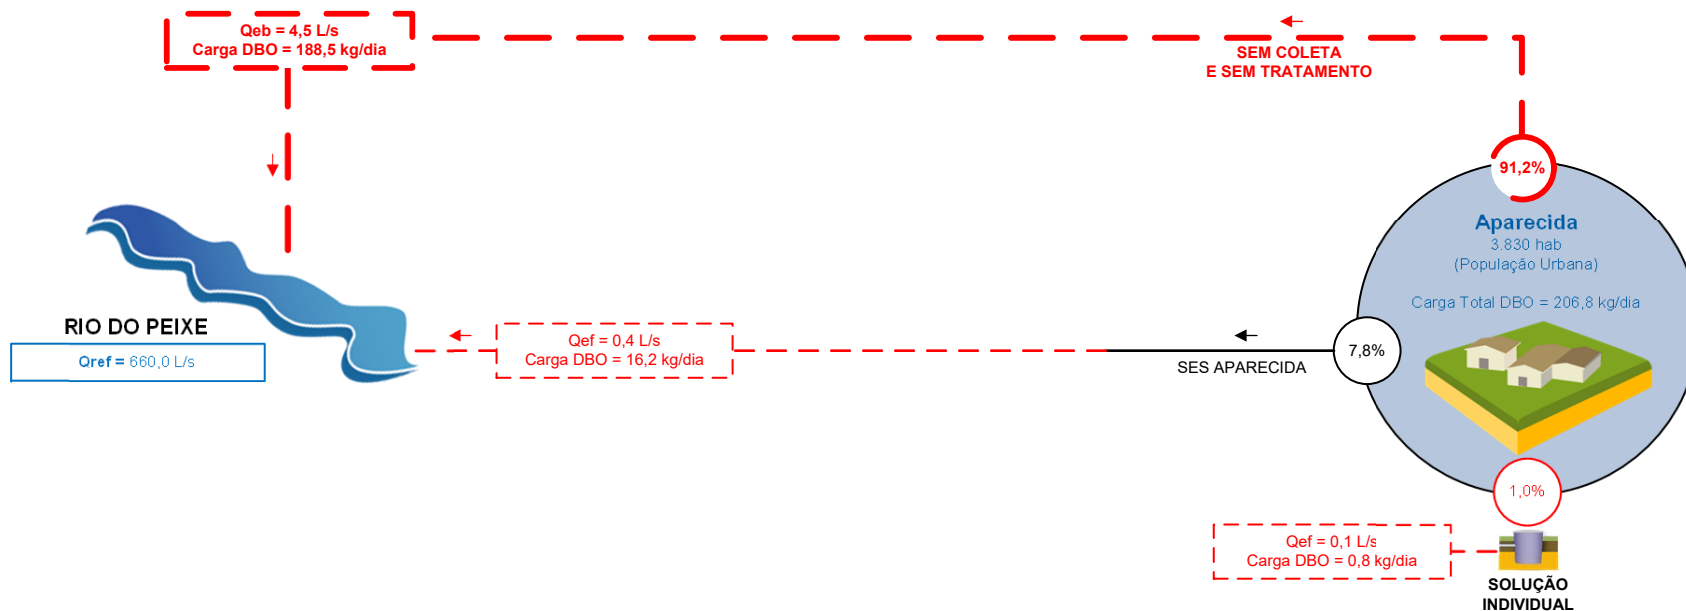 Qeb = 4,5 L/s
Carga DBO = 188,5 kg/dia
SEM COLETA
E SEM TRATAMENTO
91,2%
Aparecida
3.830 hab
(População Urbana)
Carga Total DBO = 206,8 kg/dia
RIO DO PEIXE
Qref = 660,0 L/s
Qef = 0,4 L/s
Carga DBO = 16,2 kg/dia
SES APARECIDA
7,8%
1,0%
Qef = 0,1 L/s
Carga DBO = 0,8 kg/dia
SOLUÇÃO
INDIVIDUAL